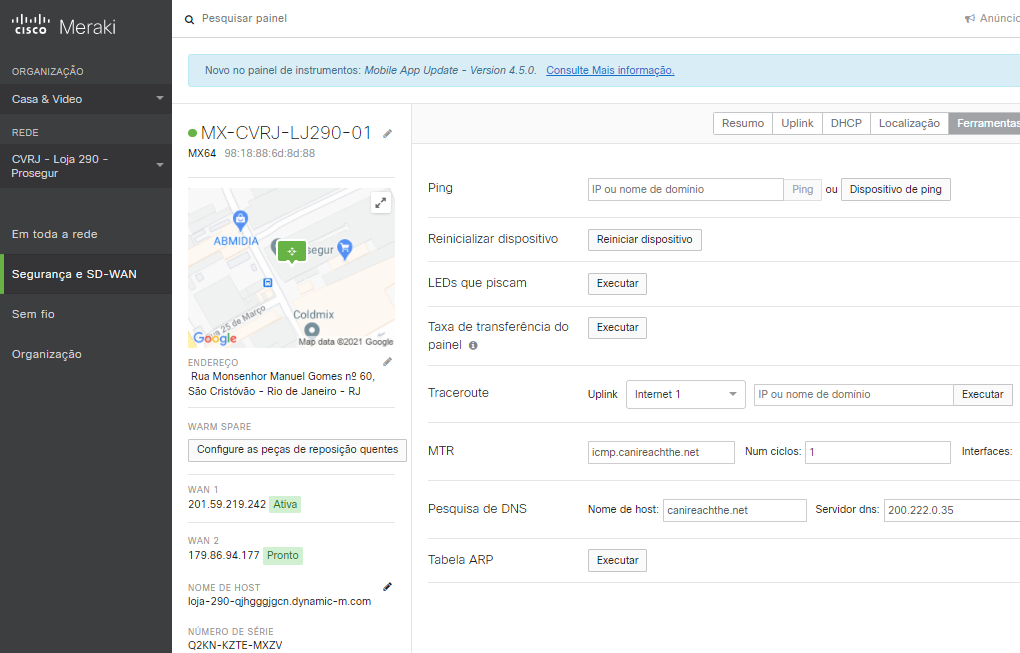 cisco Meraki
Pesquisar painel
Anúncio
Novo no painel de instrumentos: Mobile App Update - Version 4.5.0. Consulte Mais informação.
ORGANIZAÇÃO
Casa & Video
REDE
CVRJ - Loja 290 -
Prosegur
Em toda a rede
Segurança e SD-WAN
Sem fio
Organização
MX-CVRJ-LJ290-01
MX64 98:18:88:6d:8d:88
ABMIDIA
segur
Coldmix
ua 25 de Março
Google
Map data ©2021 Google
ENDEREÇO
Rua Monsenhor Manuel Gomes nº 60,
São Cristóvão - Rio de Janeiro - RJ
WARM SPARE
Configure as peças de reposição quentes
WAN 1
201.59.219.242 Ativa
WAN 2
179.86.94.177 Pronto
NOME DE HOST
loja-290-qjhgggjgcn.dynamic-m.com
NÚMERO DE SÉRIE
Q2KN-KZTE-MXZV
Resumo Uplink DHCP Localização Ferramentas
Ping IP ou nome de domínio Ping ou Dispositivo de ping
Reinicializar dispositivo Reiniciar dispositivo
LEDs que piscam Executar
Taxa de transferência do
painel Executar
Traceroute Uplink Internet 1 IP ou nome de domínio Executar
MTR icmp.canireachthe.net Num ciclos: 1 Interfaces:
Pesquisa de DNS Nome de host: canireachthe.net Servidor dns: 200.222.0.35
Tabela ARP Executar